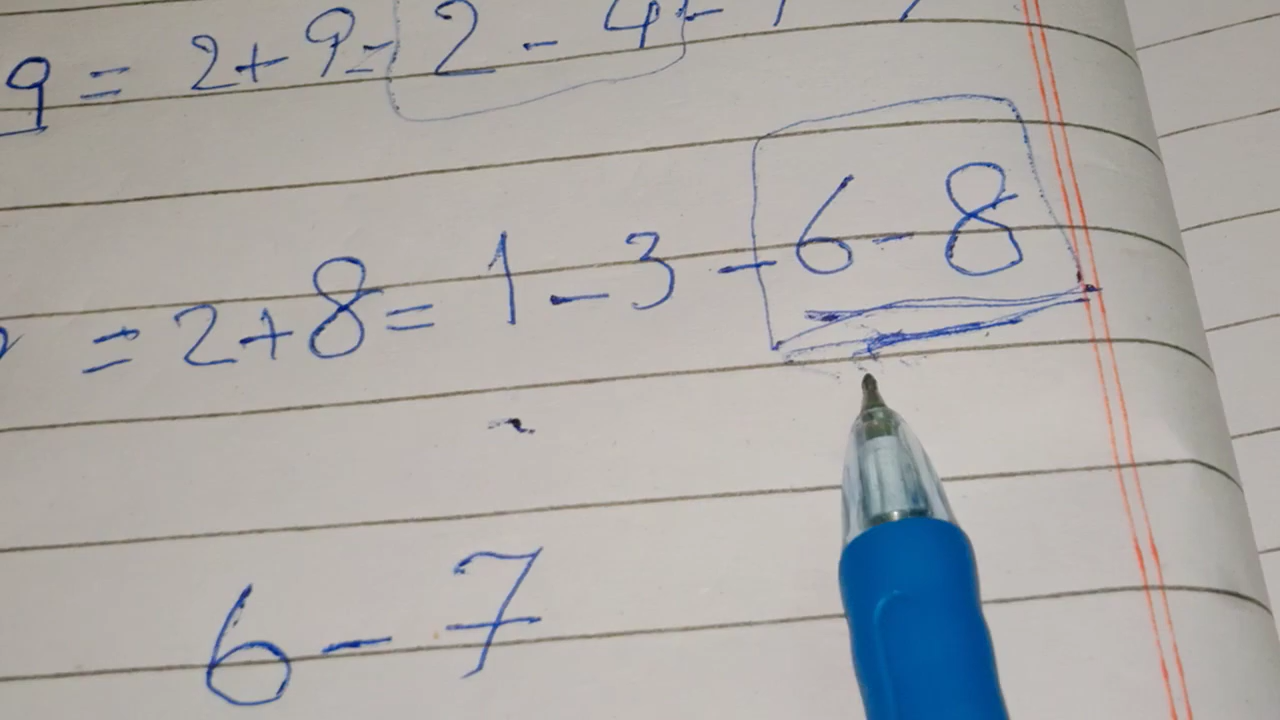 9 = 2+9= 2 - 4
= 2+8= 1 - 3 - 6 - 8
6 - 7